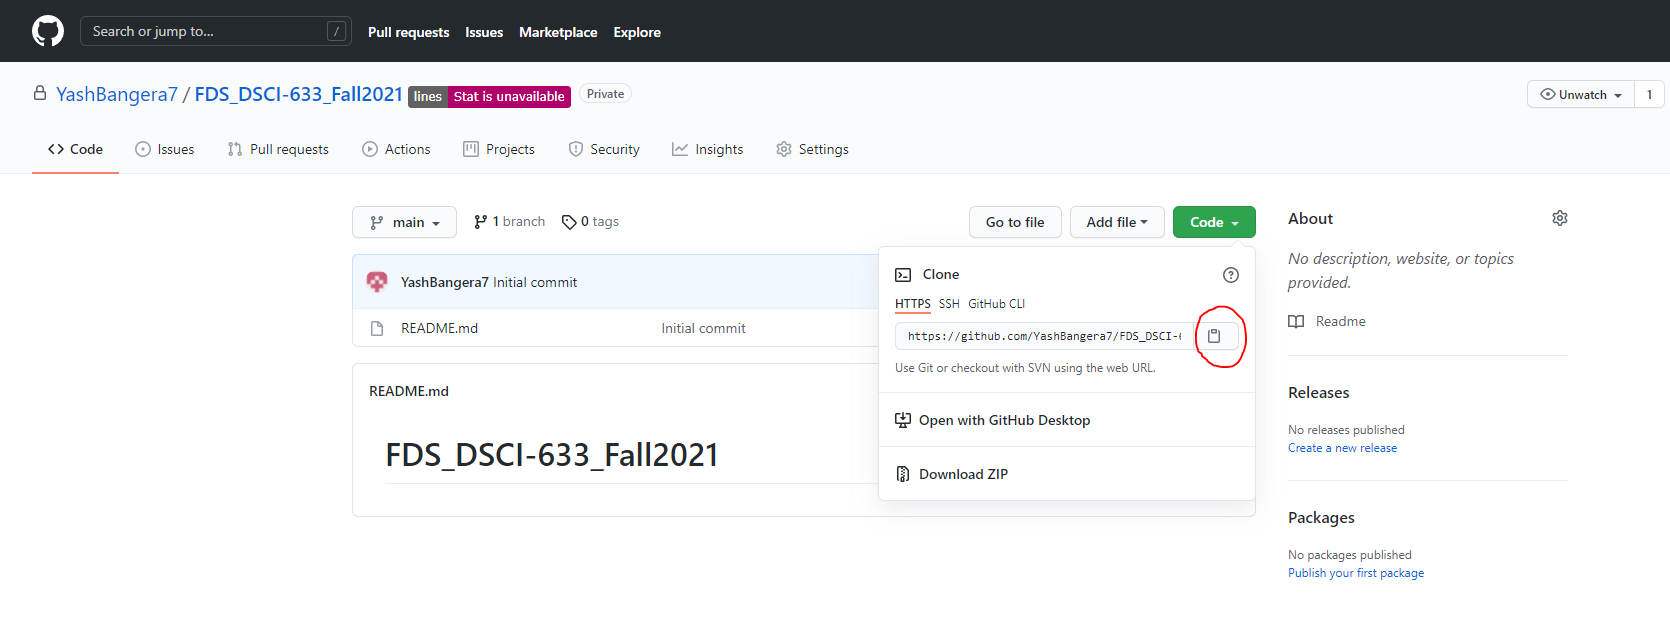 Search or jump to... /
Pull requests Issues Marketplace Explore
YashBangera7 / FDS_DSCI-633_Fall2021 lines Stat is unavailable Private
Unwatch 1
Code Issues Pull requests Actions Projects Security Insights Settings
main 1 branch 0 tags
Go to file Add file Code
YashBangera7 Initial commit
README.md Initial commit
README.md
FDS_DSCI-633_Fall2021
Clone
HTTPS SSH GitHub CLI
https://github.com/YashBangera7/FDS_DSCI-6
Use Git or checkout with SVN using the web URL.
Open with GitHub Desktop
Download ZIP
About
No description, website, or topics
provided.
Readme
Releases
No releases published
Create a new release
Packages
No packages published
Publish your first package